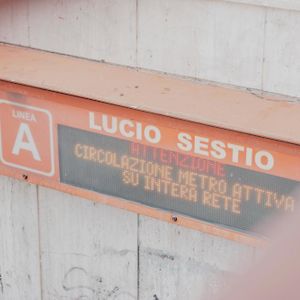 LINEA
A
LUCIO SESTIO
ATTENZIONE
CIRCOLAZIONE METRO ATTIVA
SU INTERA RETE